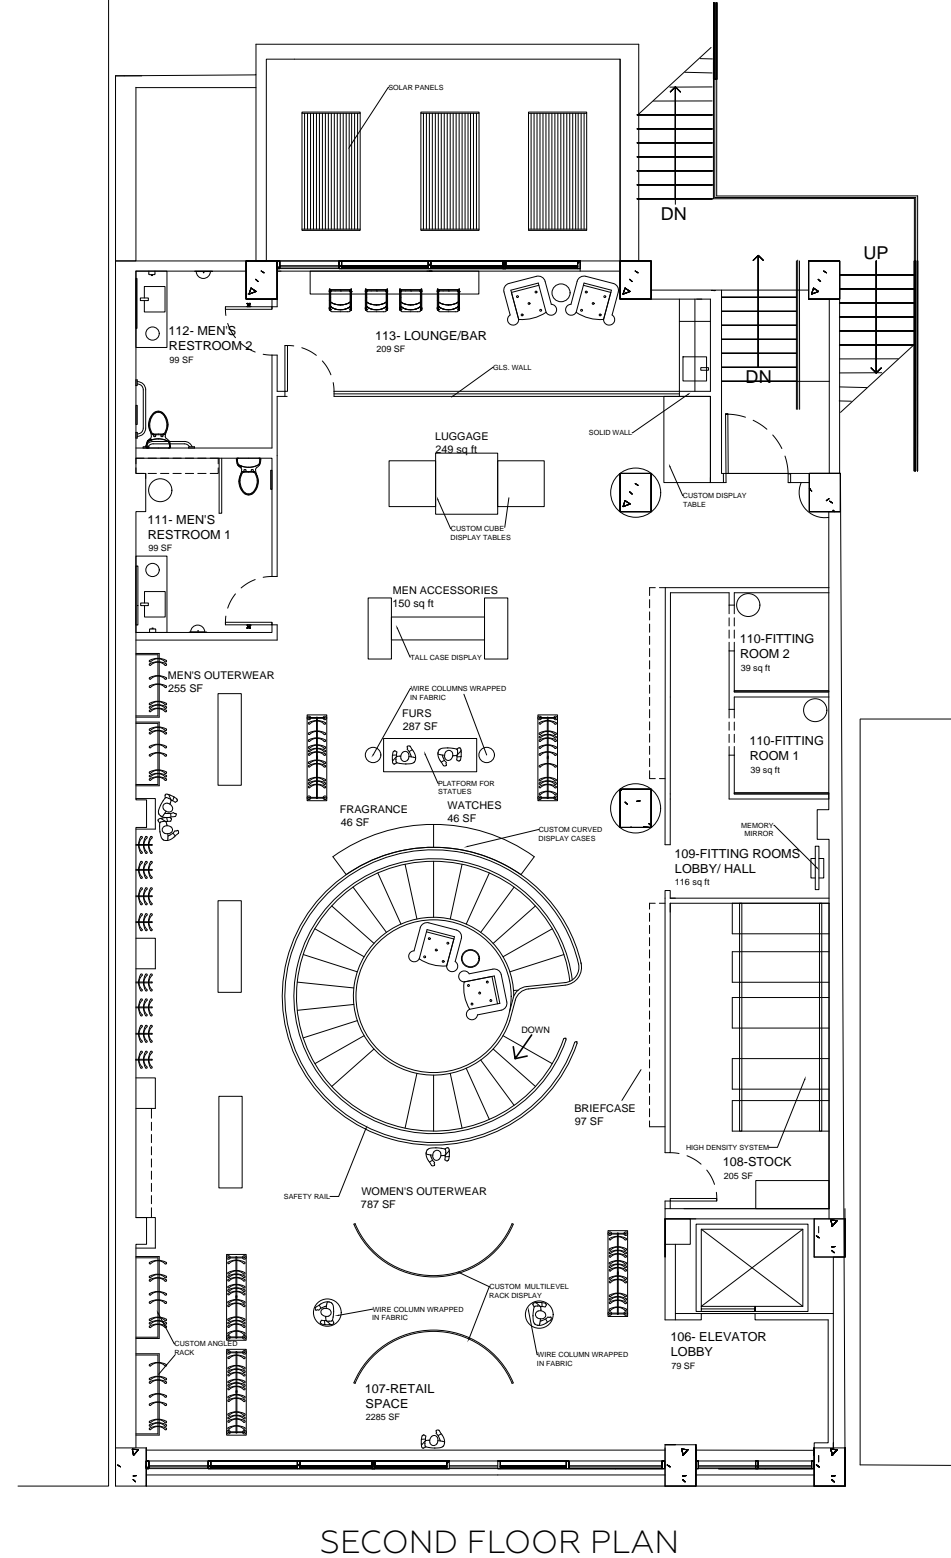 SOLAR PANELS
DN
UP
112- MEN'S
RESTROOM 2
99 SF
113- LOUNGE/BAR
209 SF
GLS. WALL
DN
SOLID WALL
LUGGAGE
249 sq ft
CUSTOM DISPLAY
TABLE
111- MEN'S
RESTROOM 1
99 SF
CUSTOM CUBE
DISPLAY TABLES
MEN ACCESSORIES
150 sq ft
TALL CASE DISPLAY
110-FITTING
ROOM 2
39 sq ft
MEN'S OUTERWEAR
255 SF
WIRE COLUMNS WRAPPED
IN FABRIC
FURS
287 SF
110-FITTING
ROOM 1
39 sq ft
PLATFORM FOR
STATUES
FRAGRANCE
46 SF
WATCHES
46 SF
CUSTOM CURVED
DISPLAY CASES
MEMORY
MIRROR
109-FITTING ROOMS
LOBBY/ HALL
116 sq ft
DOWN
BRIEFCASE
97 SF
HIGH DENSITY SYSTEM
108-STOCK
205 SF
SAFETY RAIL
WOMEN'S OUTERWEAR
787 SF
CUSTOM MULTILEVEL
RACK DISPLAY
WIRE COLUMN WRAPPED
IN FABRIC
CUSTOM ANGLED
RACK
WIRE COLUMN WRAPPED
IN FABRIC
106- ELEVATOR
LOBBY
79 SF
107-RETAIL
SPACE
2285 SF
SECOND FLOOR PLAN